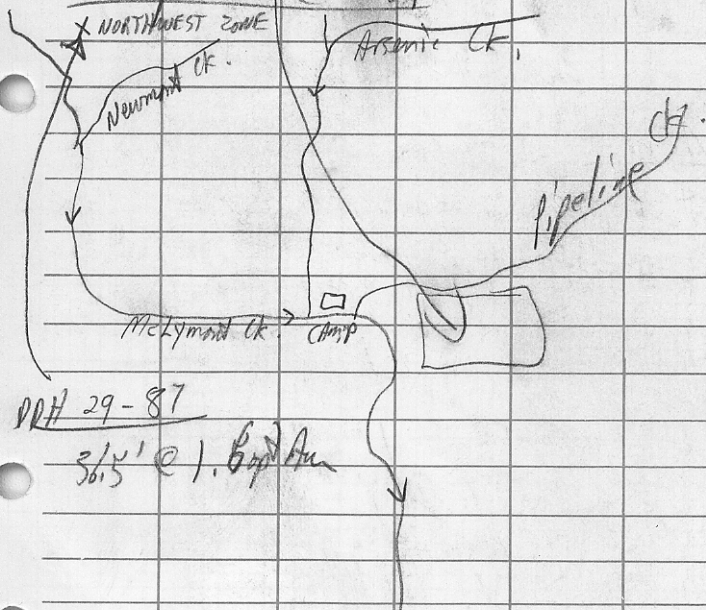 NORTHWEST ZONE
Arsenic Ck.
Newmont Ck.
Ck.
Pipeline
McLymont Ck.
CAMP
DDH 29-87
36.5' @ 1.